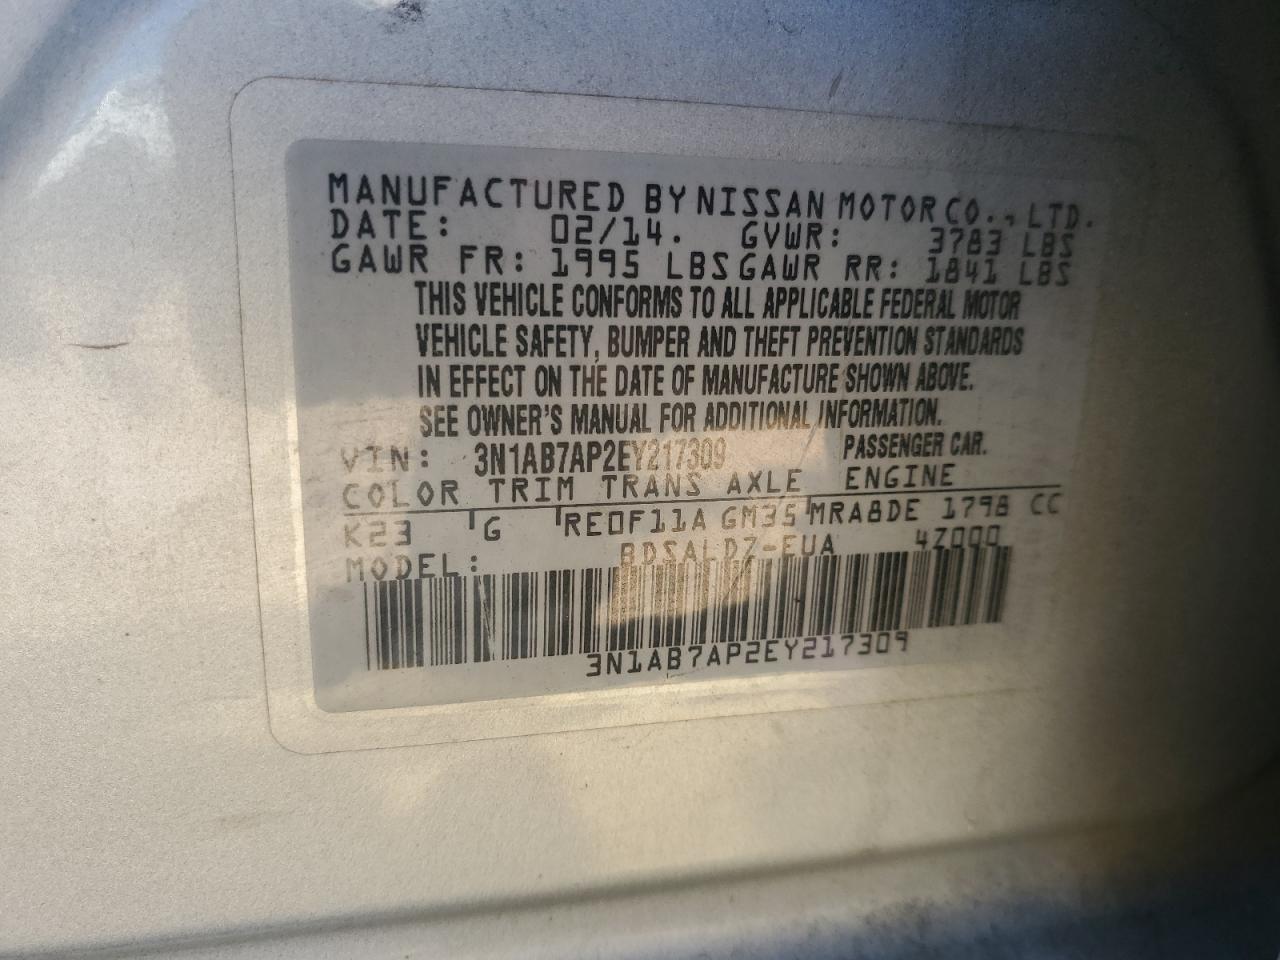 MANUFACTURED BY NISSAN MOTOR CO., LTD.
DATE: 02/14. GVWR: 3783 LBS
GAWR FR: 1995 LBS GAWR RR: 1841 LBS
THIS VEHICLE CONFORMS TO ALL APPLICABLE FEDERAL MOTOR
VEHICLE SAFETY, BUMPER AND THEFT PREVENTION STANDARDS
IN EFFECT ON THE DATE OF MANUFACTURE SHOWN ABOVE.
SEE OWNER'S MANUAL FOR ADDITIONAL INFORMATION.
VIN: 3N1AB7AP2EY217309 PASSENGER CAR.
COLOR TRIM TRANS AXLE ENGINE
K23 G RE0F11A GM35 MRA8DE 1798 CC
MODEL: BDSALDZ-EUA 4Z000
3N1AB7AP2EY217309